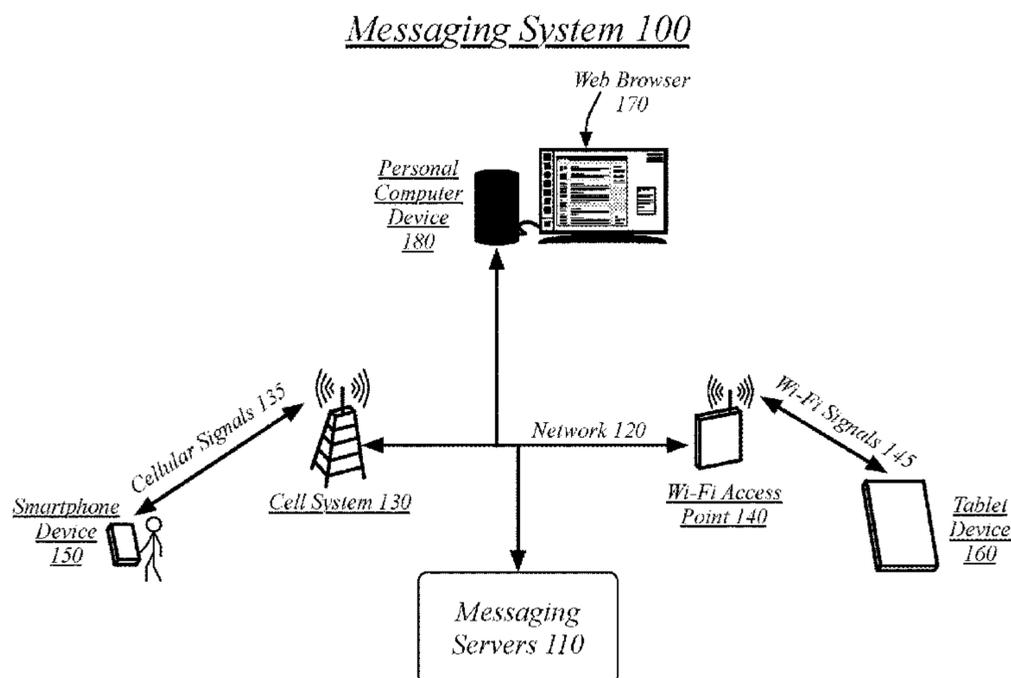 Messaging System 100
Web Browser
170
Personal
Computer
Device
180
Cellular Signals 135
Wi-Fi Signals 145
Network 120
Cell System 130
Wi-Fi Access
Point 140
Smartphone
Device
150
Tablet
Device
160
Messaging
Servers 110